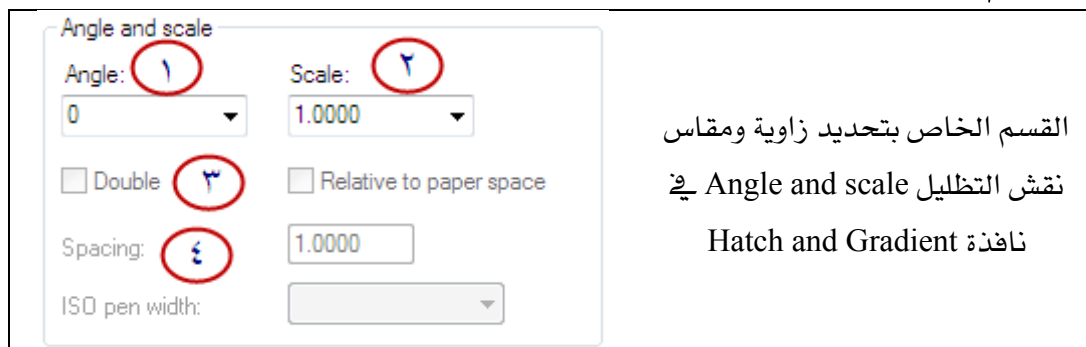 Angle and scale
Angle: ١ Scale: ٢
0 1.0000
Double ٣ Relative to paper space
Spacing: ٤ 1.0000
ISO pen width:
القسم الخاص بتحديد زاوية ومقاس
نقش التظليل Angle and scale في
نافذة Hatch and Gradient